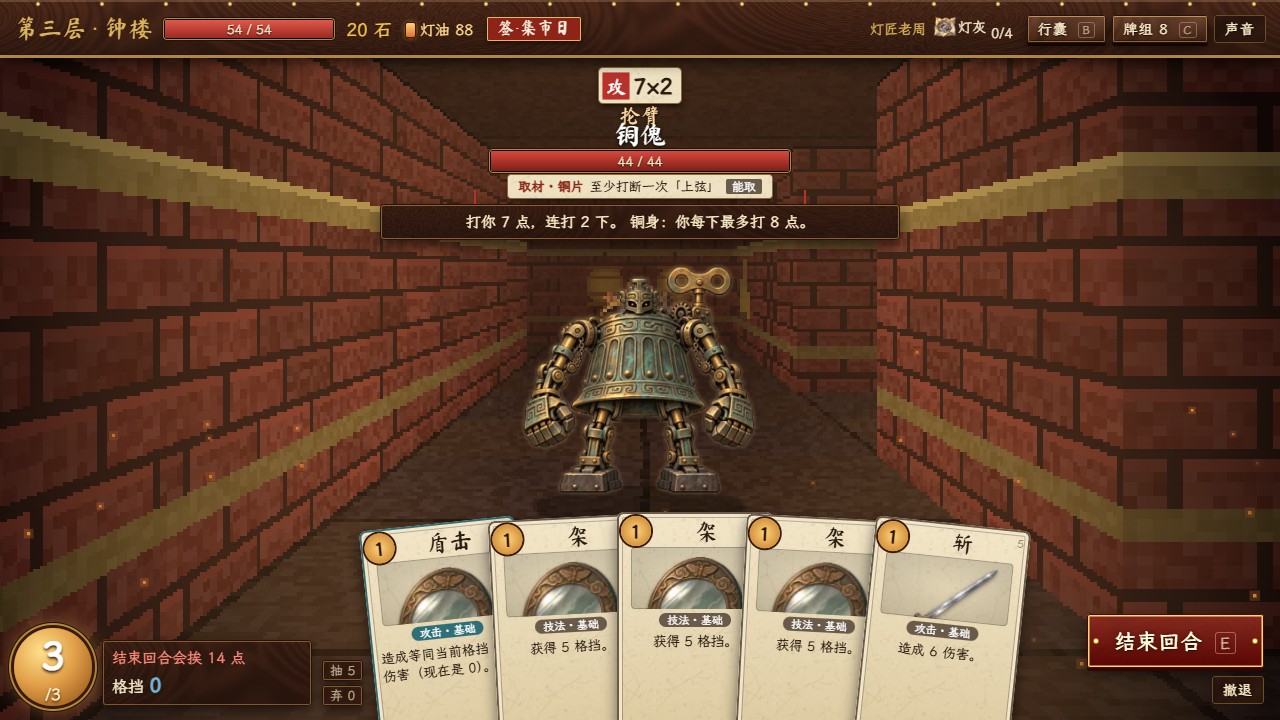 第三层·钟楼
54 / 54
20 石
灯油 88
签·集市日
灯匠老周
灯灰 0/4
行囊 B
牌组 8 C
声音
攻 7×2
抡臂
铜傀
44 / 44
取材·铜片 至少打断一次「上弦」 能取
打你 7 点，连打 2 下。 铜身：你每下最多打 8 点。
1 盾击
攻击·基础
造成等同当前格挡
伤害（现在是 0）。
1 架
技法·基础
获得 5 格挡。
1 架
技法·基础
获得 5 格挡。
1 架
技法·基础
获得 5 格挡。
1 斩 5
攻击·基础
造成 6 伤害。
3
/3
结束回合会挨 14 点
格挡 0
抽 5
弃 0
结束回合 E
撤退